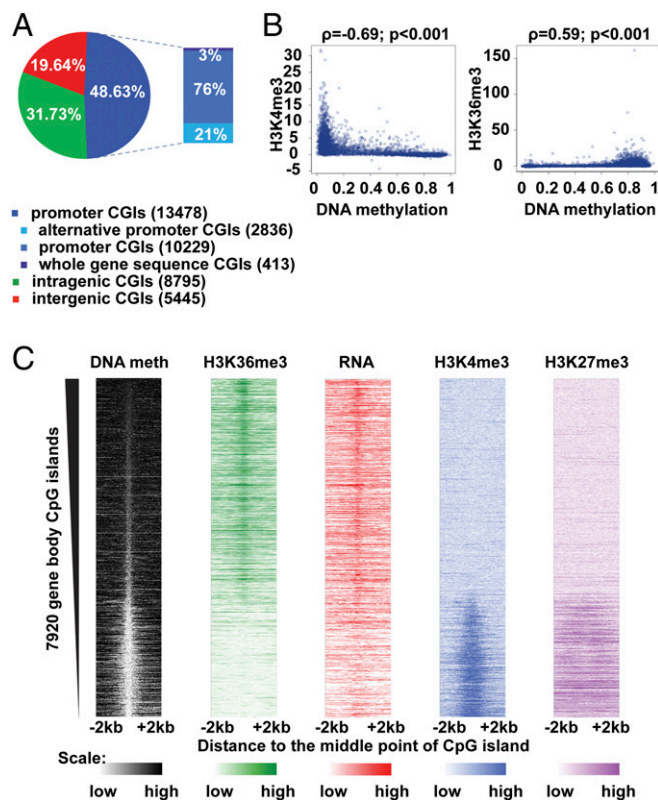 A
19.64%
48.63%
31.73%
3%
76%
21%
promoter CGIs (13478)
alternative promoter CGIs (2836)
promoter CGIs (10229)
whole gene sequence CGIs (413)
intragenic CGIs (8795)
intergenic CGIs (5445)
B
ρ=-0.69; p<0.001
H3K4me3
30
25
20
15
10
5
0
-5
0 0.2 0.4 0.6 0.8 1
DNA methylation
ρ=0.59; p<0.001
H3K36me3
150
100
50
0
0 0.2 0.4 0.6 0.8 1
DNA methylation
C
DNA meth H3K36me3 RNA H3K4me3 H3K27me3
7920 gene body CpG islands
-2kb +2kb -2kb +2kb -2kb +2kb -2kb +2kb -2kb +2kb
Distance to the middle point of CpG island
Scale:
low high low high low high low high low high